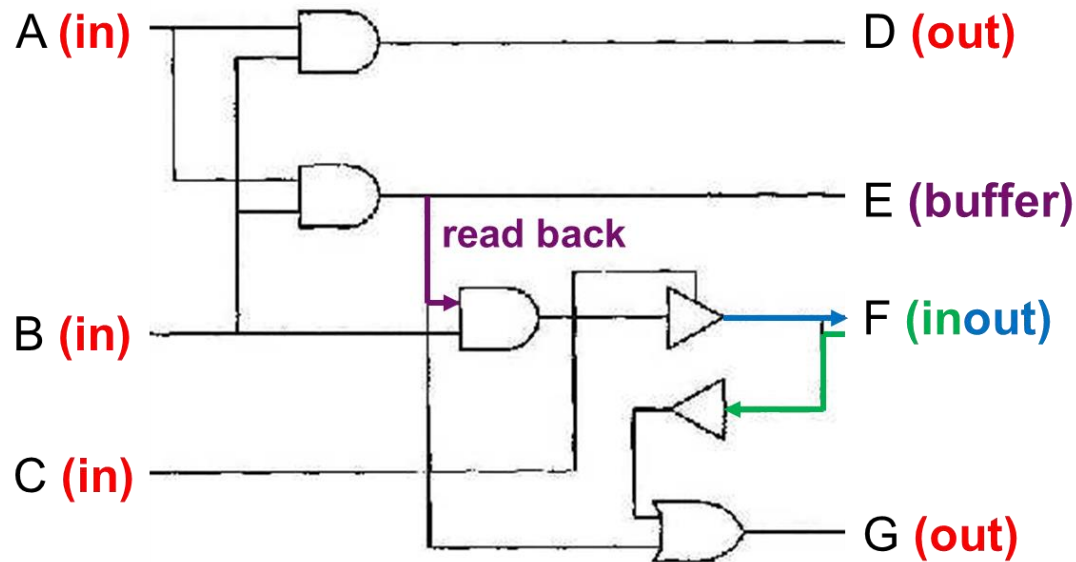 A (in)
D (out)
E (buffer)
read back
B (in)
F (inout)
C (in)
G (out)